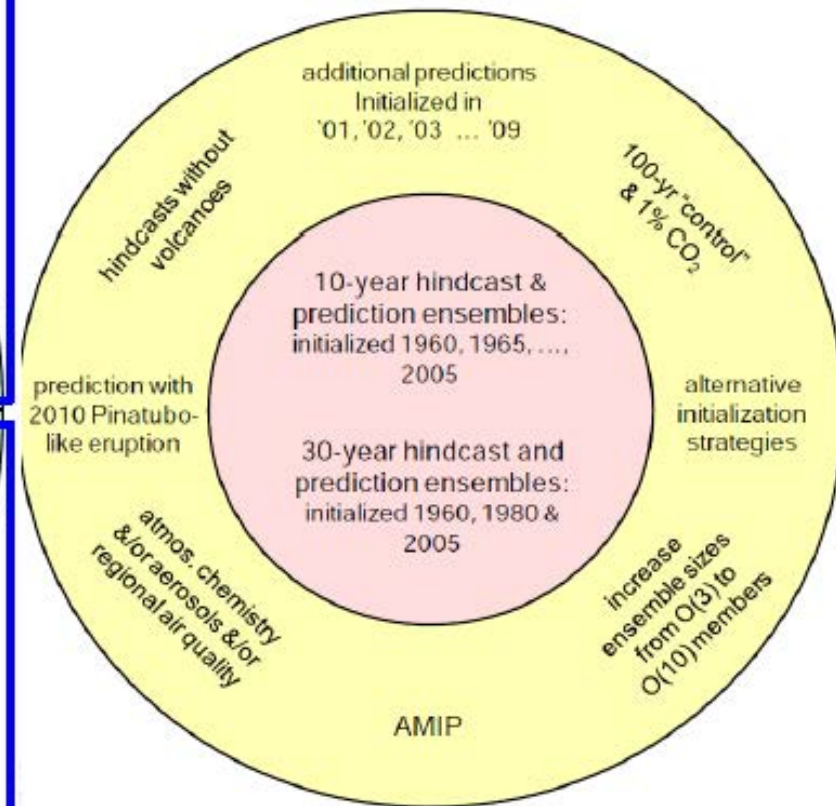 additional predictions
Initialized in
'01, '02, '03 ... '09
hindcasts without
volcanoes
100-yr "control"
& 1% CO₂
10-year hindcast &
prediction ensembles:
initialized 1960, 1965, ...,
2005
prediction with
2010 Pinatubo-
like eruption
alternative
initialization
strategies
30-year hindcast and
prediction ensembles:
initialized 1960, 1980 &
2005
atmos. chemistry
&/or aerosols &/or
regional air quality
increase
ensemble sizes
from O(3) to
O(10) members
AMIP